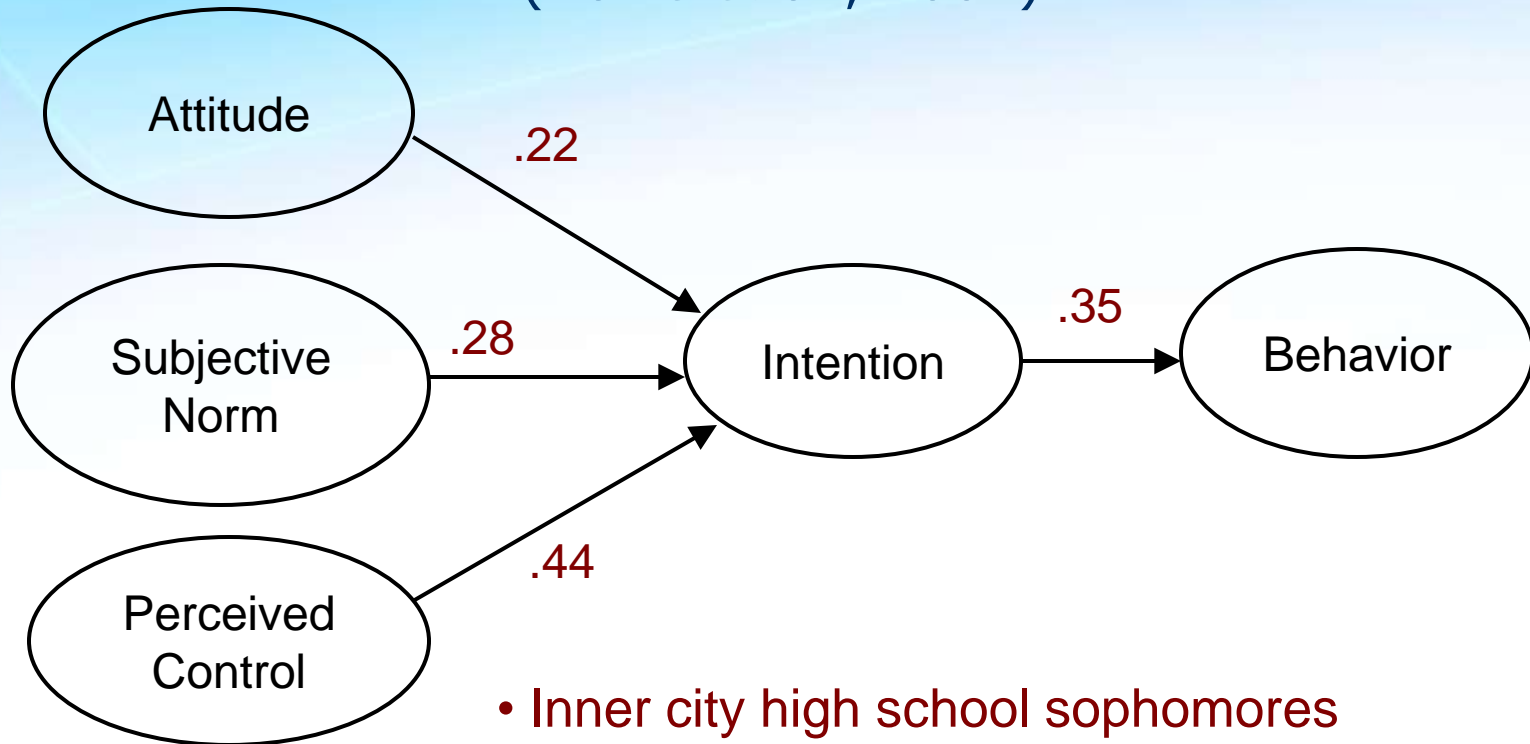 Attitude
.22
Subjective
Norm
.28
Intention
.35
Behavior
.44
Perceived
Control
• Inner city high school sophomores